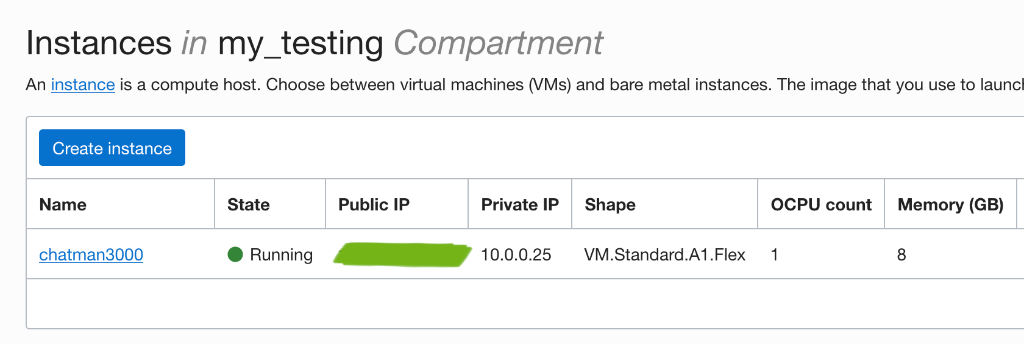 Instances in my_testing Compartment
An instance is a compute host. Choose between virtual machines (VMs) and bare metal instances. The image that you use to launch
Create instance
Name State Public IP Private IP Shape OCPU count Memory (GB)
chatman3000 Running 10.0.0.25 VM.Standard.A1.Flex 1 8